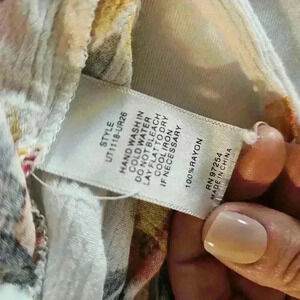 STYLE
UT1118-UR26
HAND WASH IN
COLD WATER
DO NOT BLEACH
LAY FLAT TO DRY
COOL IRON
IF NECESSARY
100% RAYON
RN 97254
MADE IN CHINA